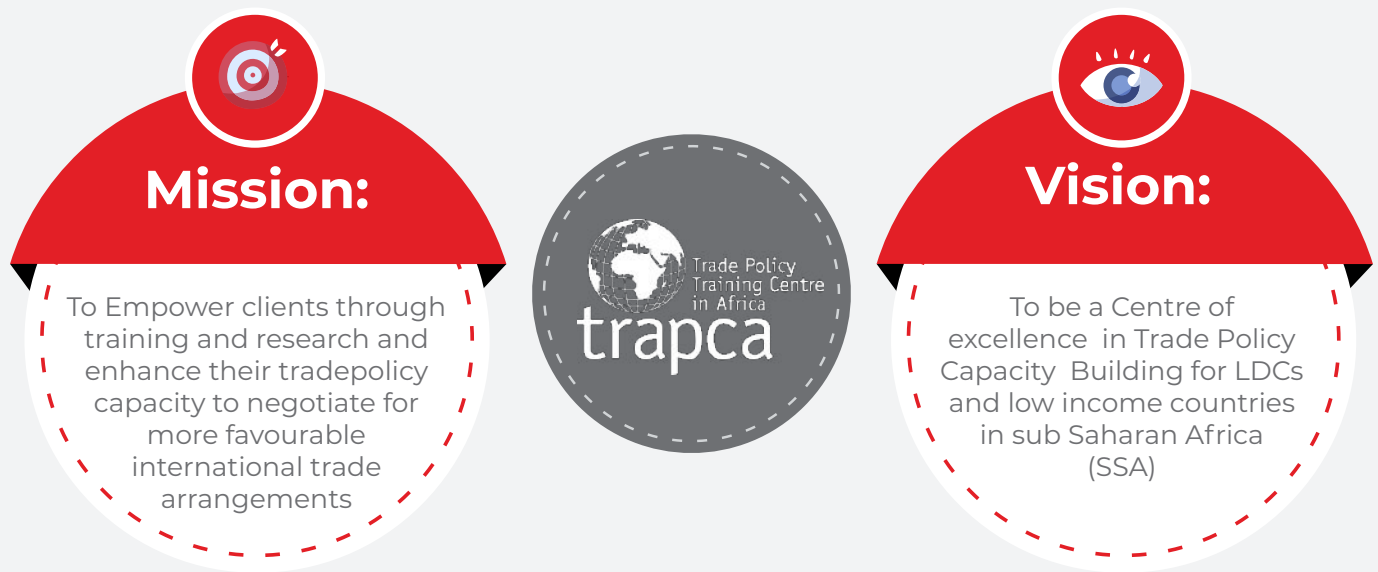 Mission:
To Empower clients through
training and research and
enhance their tradepolicy
capacity to negotiate for
more favourable
international trade
arrangements
Trade Policy
Training Centre
in Africa
trapca
Vision:
To be a Centre of
excellence  in Trade Policy
Capacity  Building for LDCs
and low income countries
in sub Saharan Africa
(SSA)